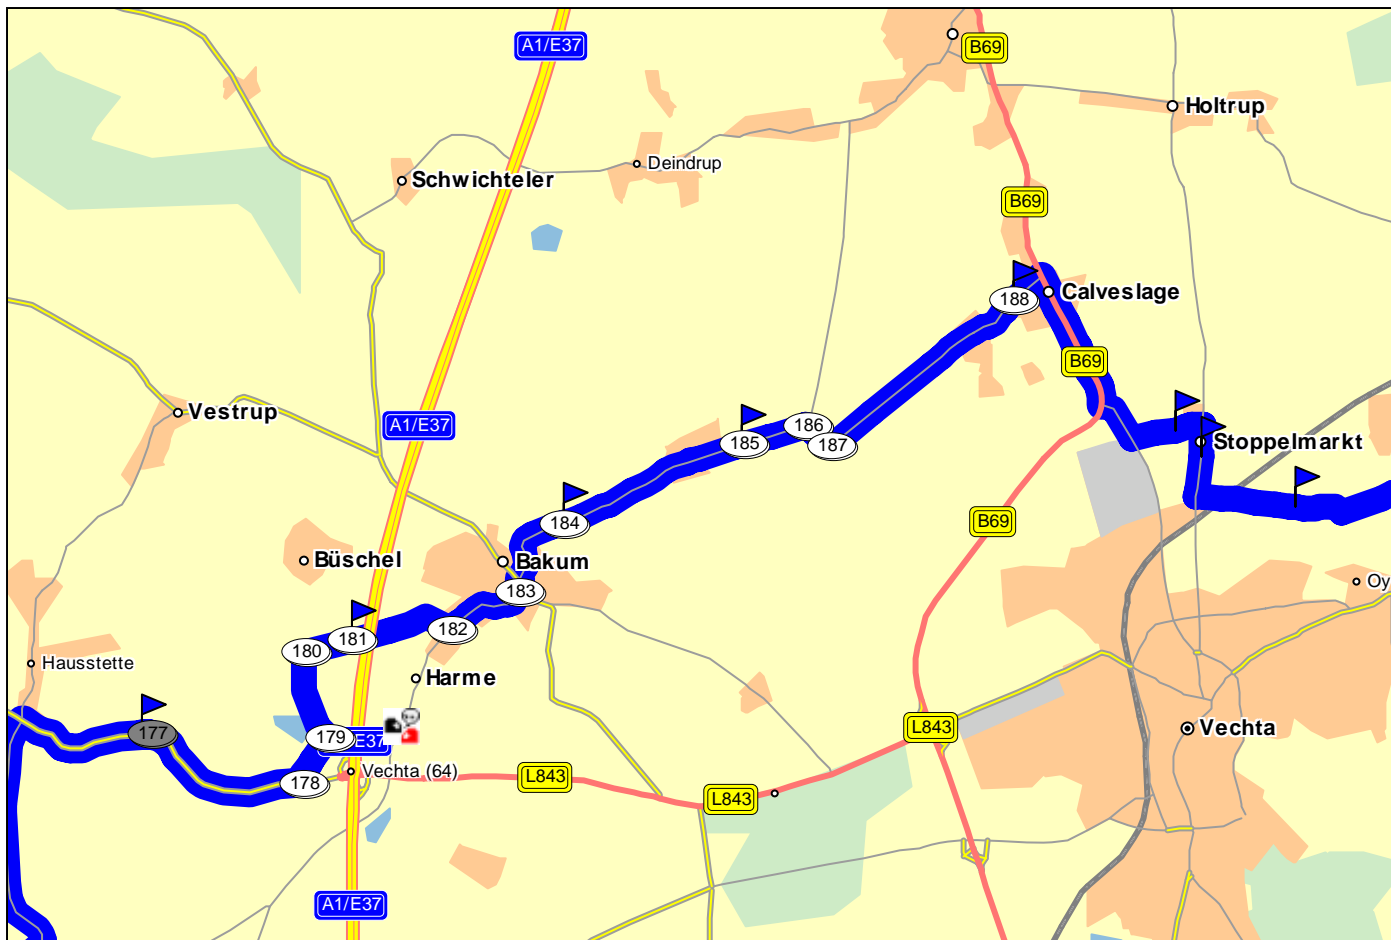 A1/E37
B69
Holtrup
Deindrup
Schwichteler
B69
188
Calveslage
B69
Vestrup
A1/E37
186
185
187
Stoppelmarkt
184
B69
Büschel
Bakum
183
Oy
182
181
180
Hausstette
Harme
177
179
E37
L843
Vechta
Vechta (64)
178
L843
L843
A1/E37